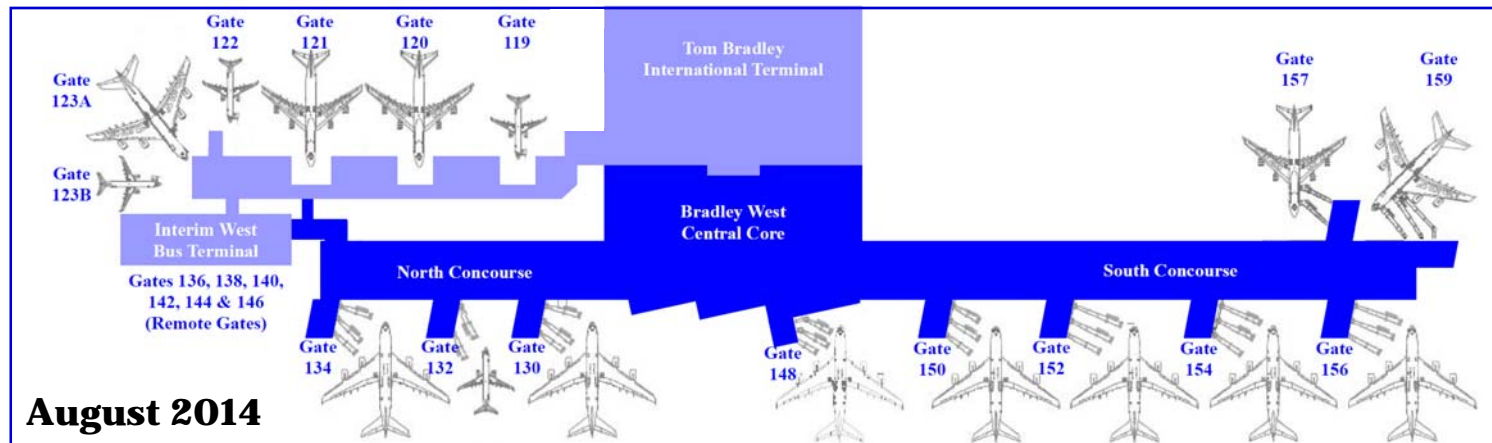 Gate
122
Gate
121
Gate
120
Gate
119
Tom Bradley
International Terminal
Gate
157
Gate
159
Gate
123A
Gate
123B
Bradley West
Central Core
Interim West
Bus Terminal
North Concourse
South Concourse
Gates 136, 138, 140,
142, 144 & 146
(Remote Gates)
Gate
134
Gate
132
Gate
130
Gate
148
Gate
150
Gate
152
Gate
154
Gate
156
August 2014